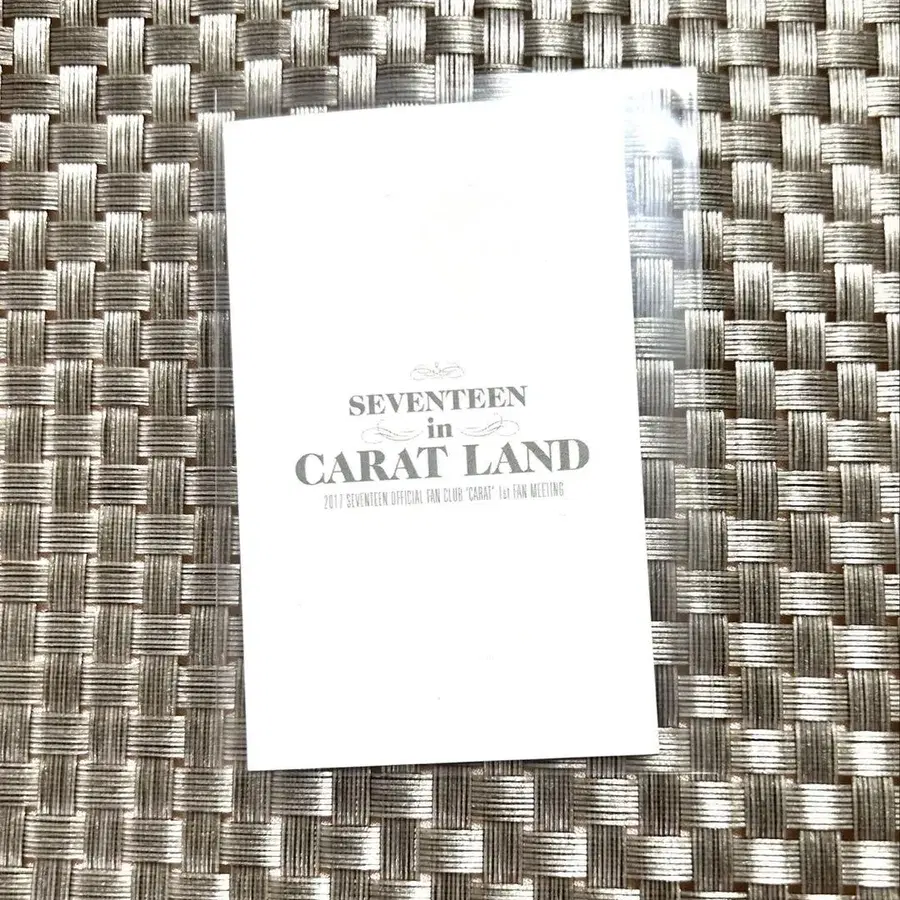 SEVENTEEN
in
CARAT LAND
2017 SEVENTEEN OFFICIAL FAN CLUB 'CARAT' 1st FAN MEETING